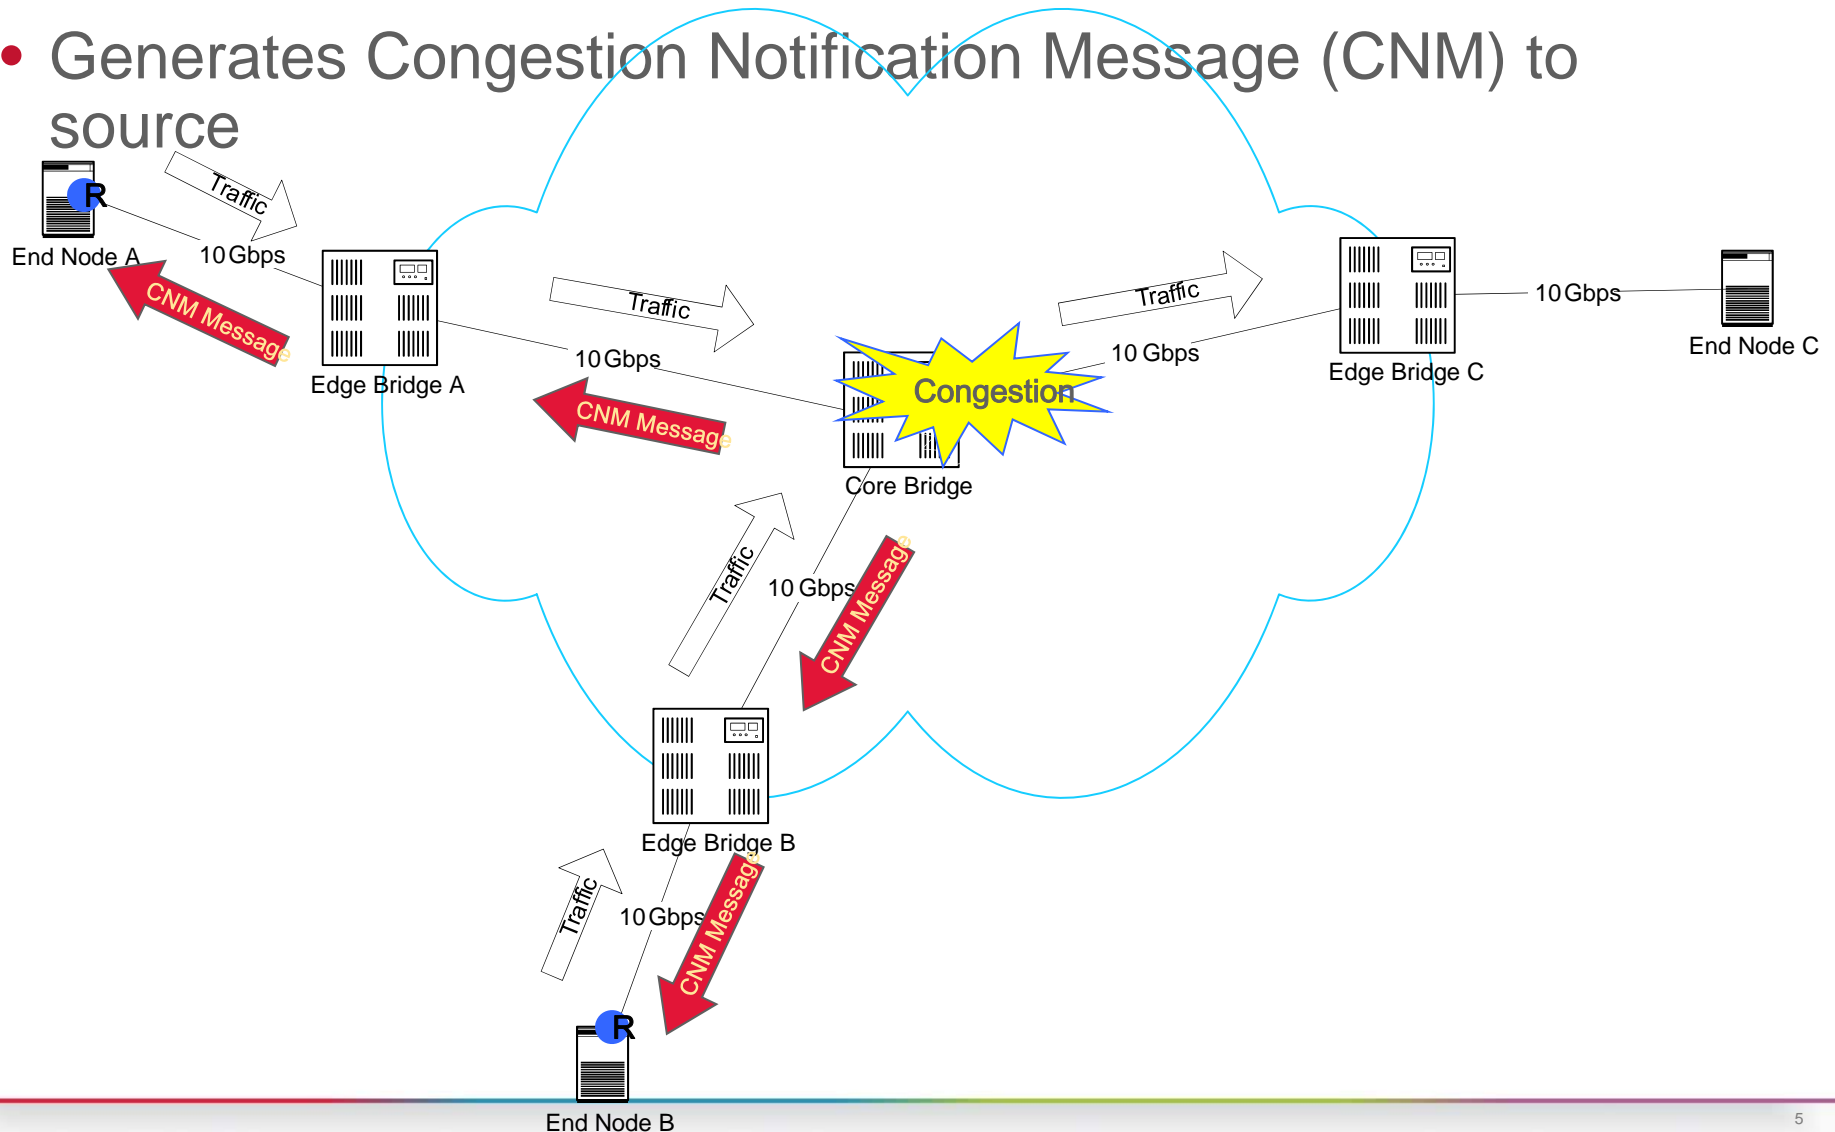 • Generates Congestion Notification Message (CNM) to
source
R
Traffic
End Node A
10 Gbps
CNM Message
Edge Bridge A
Traffic
10 Gbps
CNM Message
Congestion
Core Bridge
Traffic
10 Gbps
Edge Bridge C
10 Gbps
End Node C
Traffic
10 Gbps
CNM Message
Edge Bridge B
Traffic
10 Gbps
CNM Message
R
End Node B
5